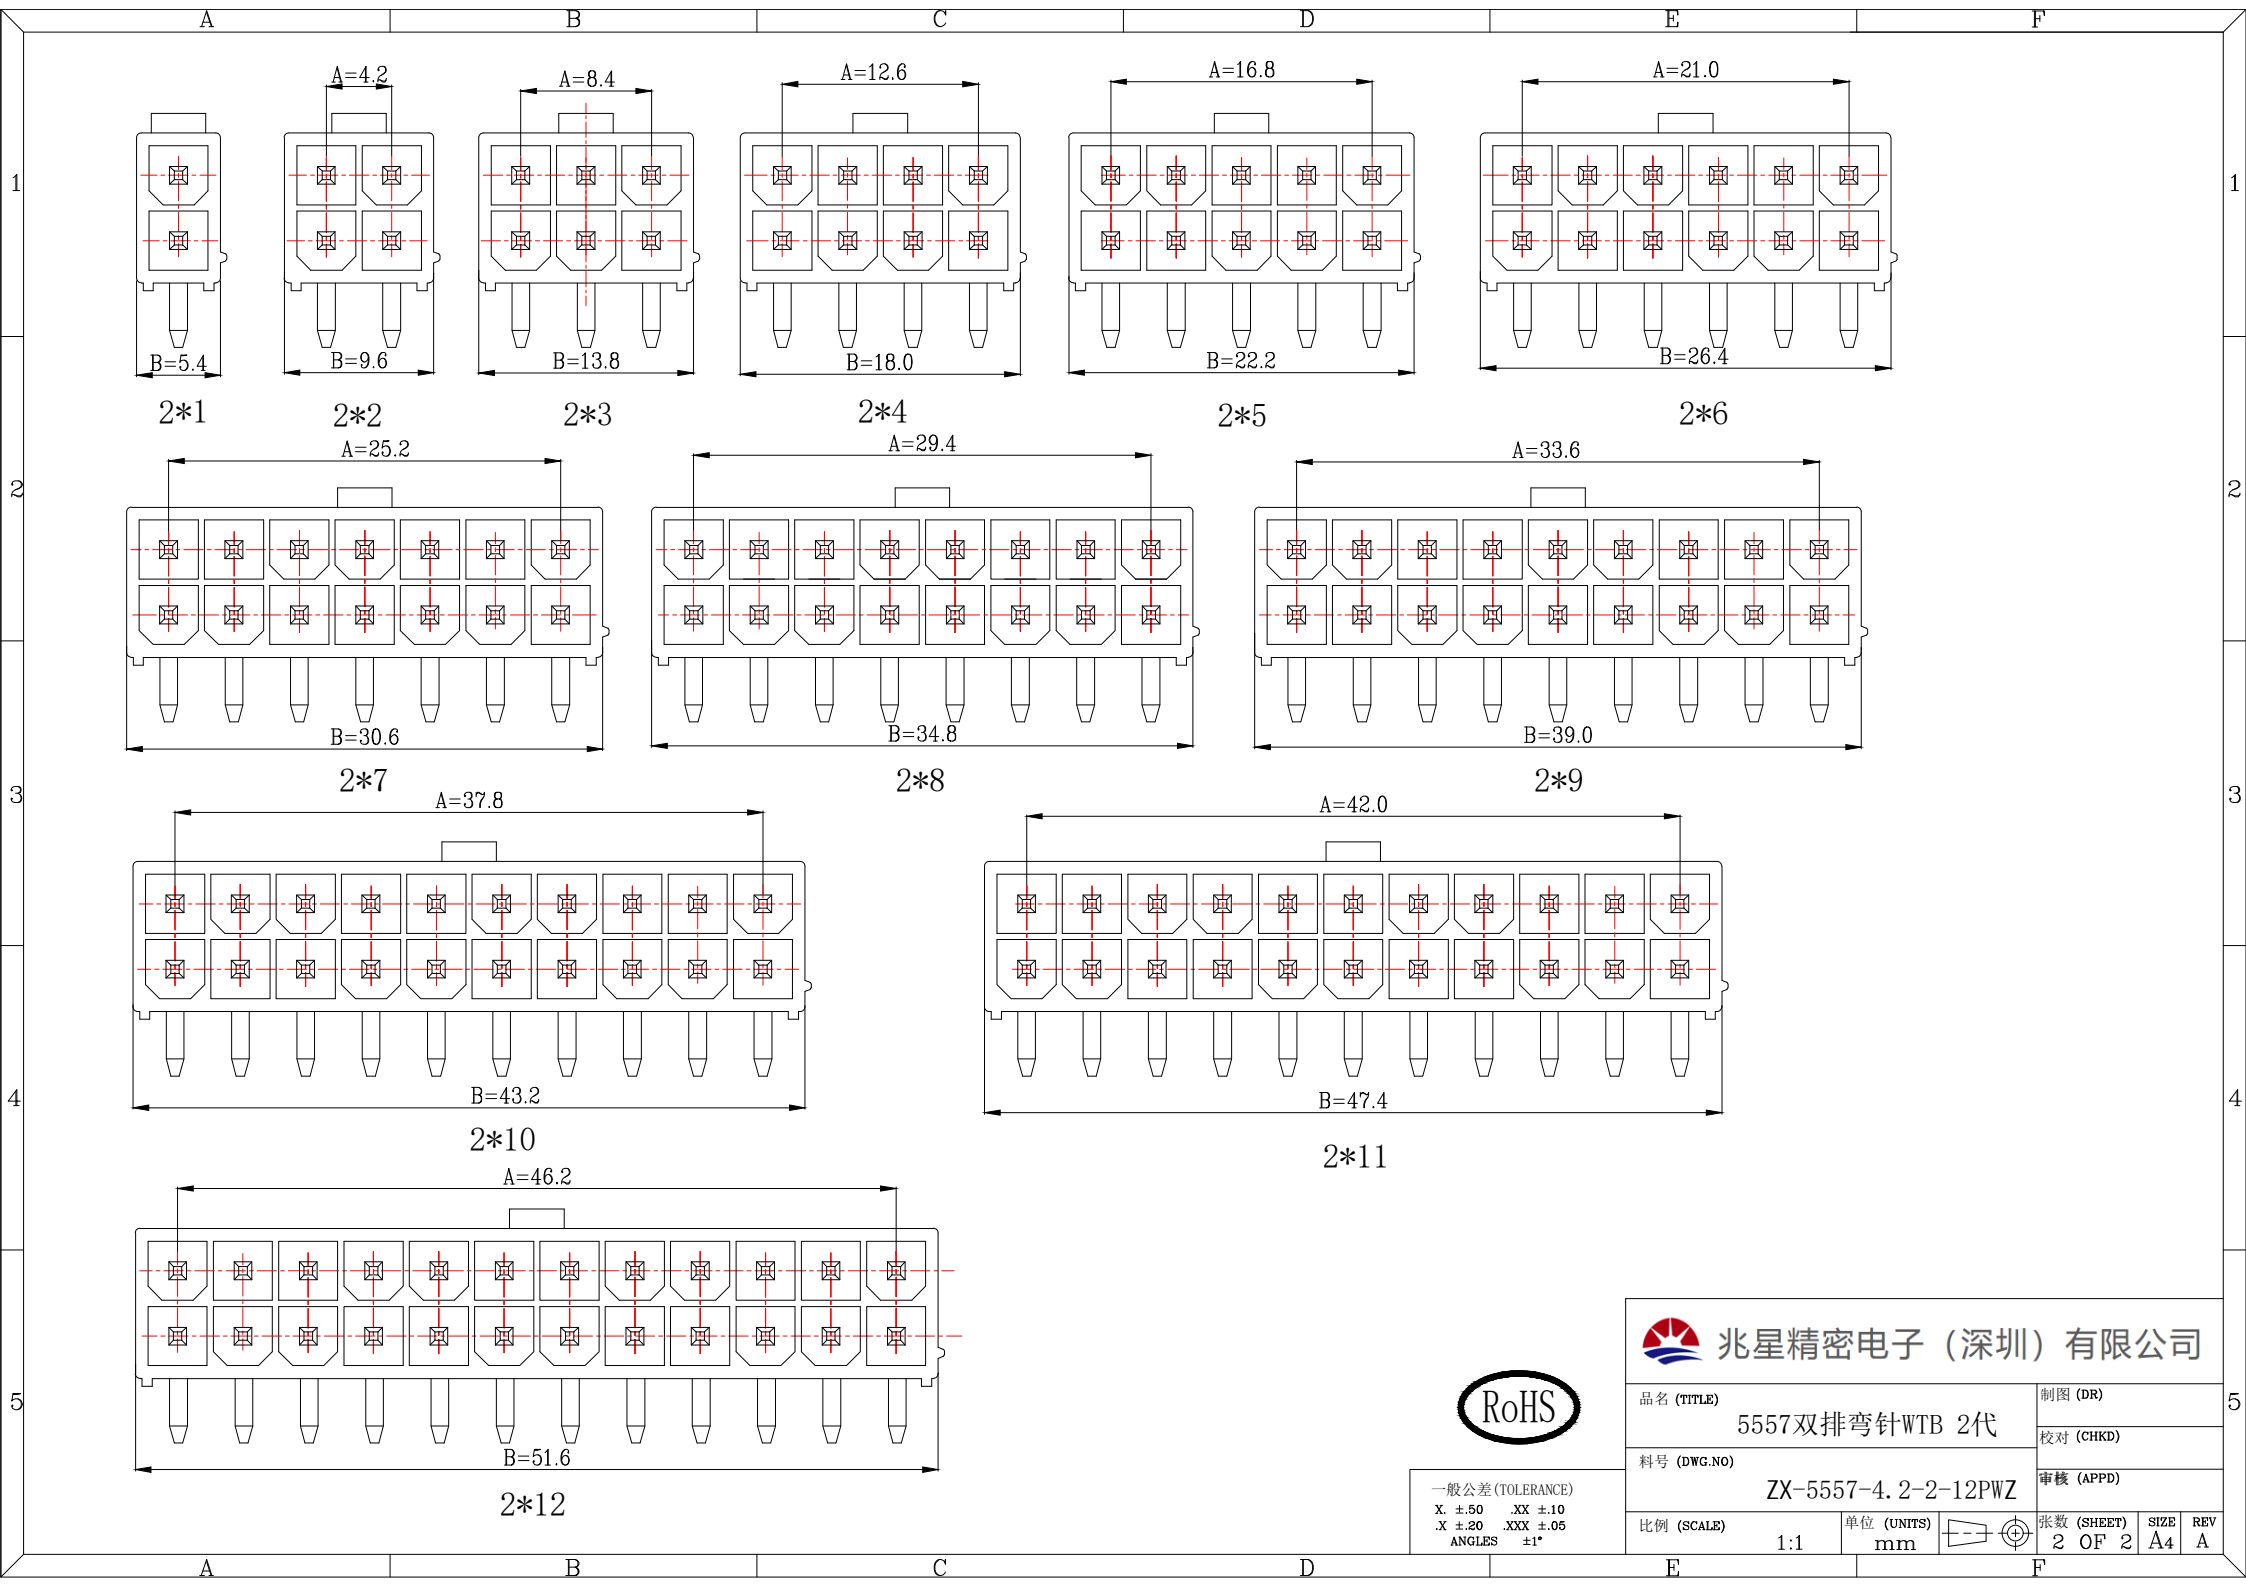 A B C D E F
A=4.2
A=8.4
A=12.6
A=16.8
A=21.0
1 1
B=5.4
B=9.6
B=13.8
B=18.0
B=22.2
B=26.4
2*1
2*2
2*3
2*4
2*5
2*6
A=25.2
A=29.4
A=33.6
2 2
B=30.6
B=34.8
B=39.0
2*7
2*8
2*9
3 3
A=37.8
A=42.0
B=43.2
B=47.4
4 4
2*10
2*11
A=46.2
B=51.6
2*12
5 5
RoHS
一般公差(TOLERANCE)
X. ±.50 .XX ±.10
.X ±.20 .XXX ±.05
ANGLES ±1°
兆星精密电子（深圳）有限公司
品名 (TITLE)
5557双排弯针WTB 2代
料号 (DWG.NO)
ZX-5557-4.2-2-12PWZ
比例 (SCALE)
1:1
单位 (UNITS)
mm
制图 (DR)
校对 (CHKD)
审核 (APPD)
张数 (SHEET)
2 OF 2
SIZE
A4
REV
A
A B C D E F